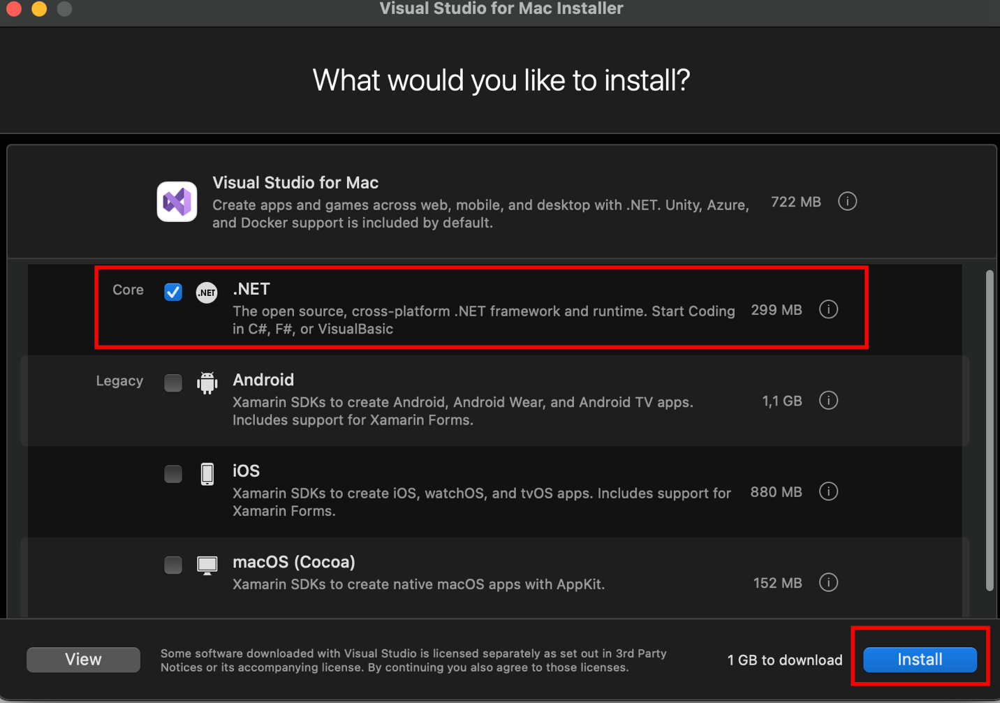 Visual Studio for Mac Installer
What would you like to install?
Visual Studio for Mac
Create apps and games across web, mobile, and desktop with .NET. Unity, Azure,
and Docker support is included by default.
722 MB
Core
.NET
.NET
The open source, cross-platform .NET framework and runtime. Start Coding
in C#, F#, or VisualBasic
299 MB
Legacy
Android
Xamarin SDKs to create Android, Android Wear, and Android TV apps.
Includes support for Xamarin Forms.
1,1 GB
iOS
Xamarin SDKs to create iOS, watchOS, and tvOS apps. Includes support for
Xamarin Forms.
880 MB
macOS (Cocoa)
Xamarin SDKs to create native macOS apps with AppKit.
152 MB
View
Some software downloaded with Visual Studio is licensed separately as set out in 3rd Party
Notices or its accompanying license. By continuing you also agree to those licenses.
1 GB to download
Install